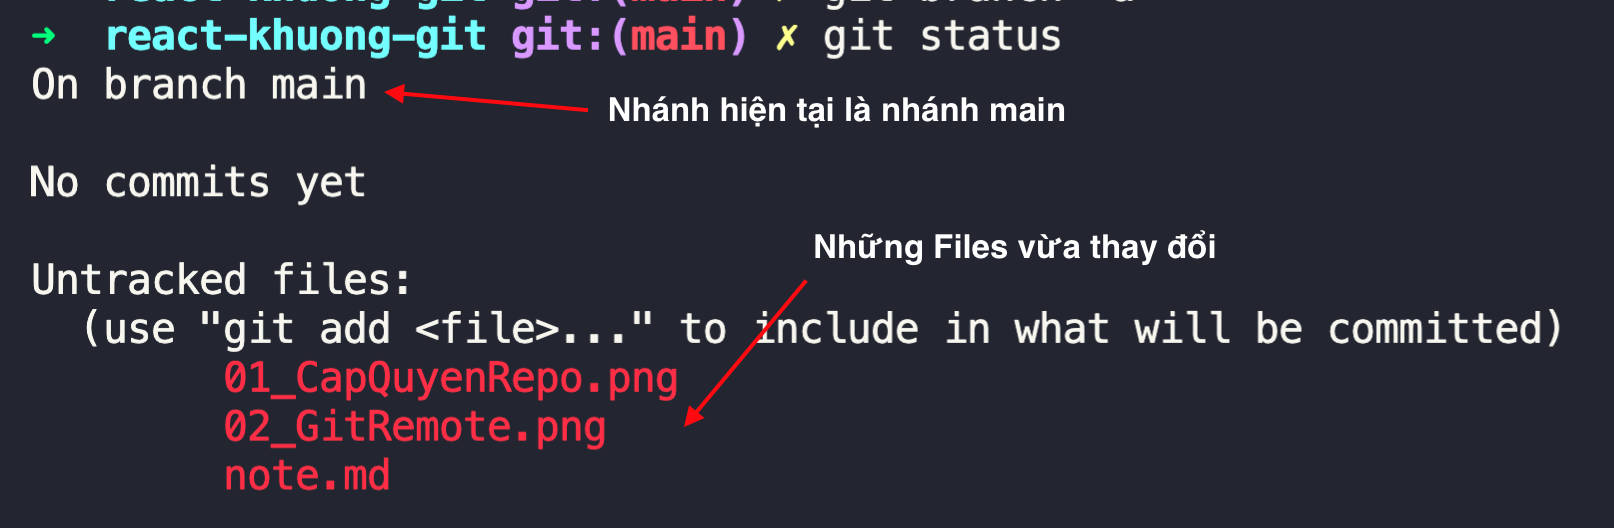 ➜ react-khuong-git git:(main) ✗ git status
On branch main
Nhánh hiện tại là nhánh main
No commits yet
Những Files vừa thay đổi
Untracked files:
(use "git add <file>..." to include in what will be committed)
01_CapQuyenRepo.png
02_GitRemote.png
note.md